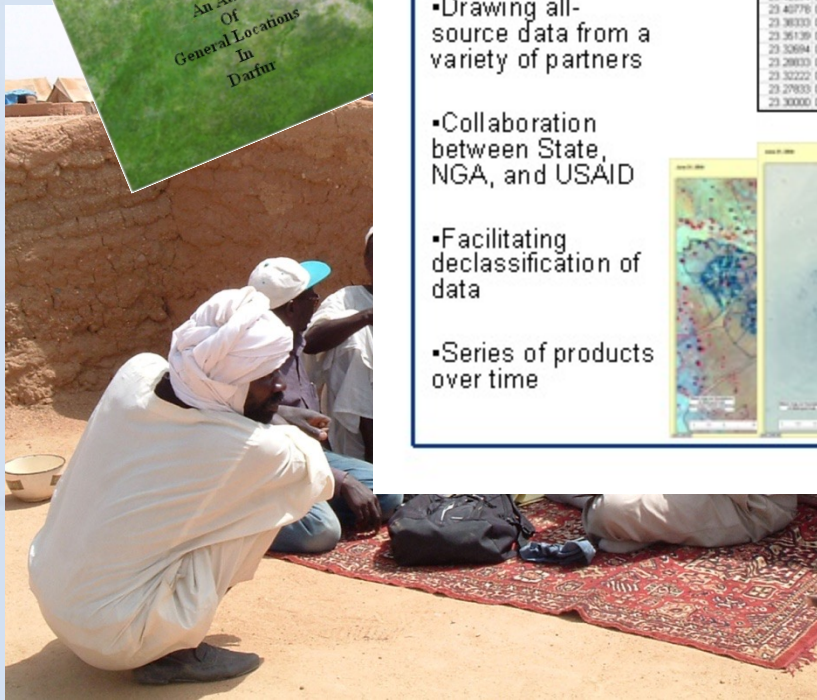 An
Of
General Locations
In
Darfur
▪Drawing all-
source data from a
variety of partners
▪Collaboration
between State,
NGA, and USAID
▪Facilitating
declassification of
data
▪Series of products
over time
23.40778
23.38333
23.35139
23.32694
23.28833
23.32222
23.27833
23.30000